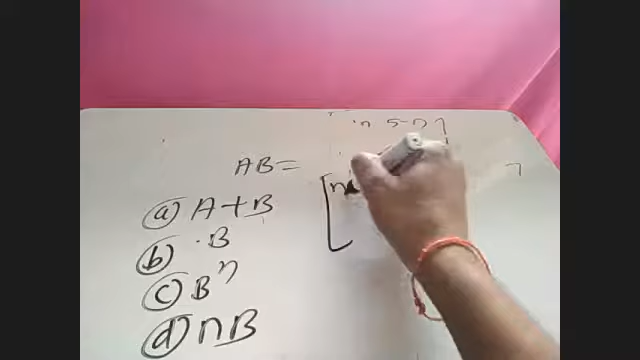 AB =
[n
(a) A + B
(b) .B
(c) Bⁿ
(d) nB